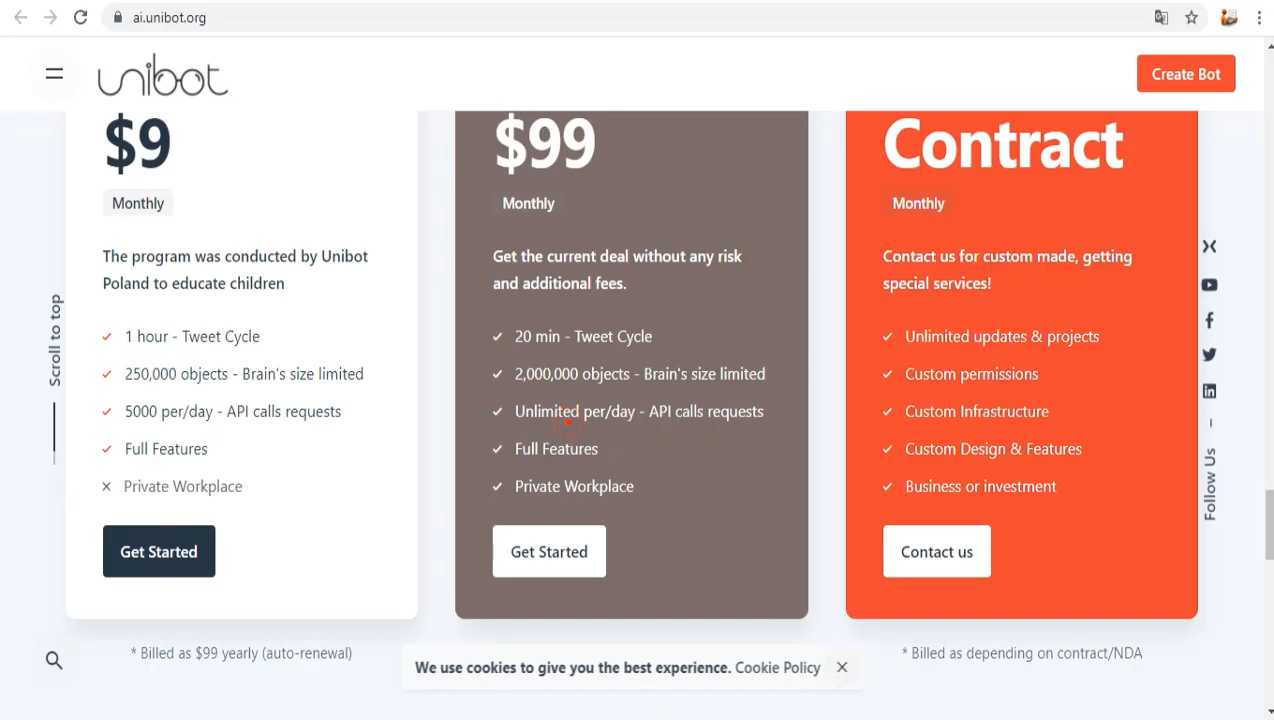 ai.unibot.org
unibot
Create Bot
$9
Monthly
The program was conducted by Unibot
Poland to educate children
1 hour - Tweet Cycle
250,000 objects - Brain's size limited
5000 per/day - API calls requests
Full Features
Private Workplace
Get Started
* Billed as $99 yearly (auto-renewal)
$99
Monthly
Get the current deal without any risk
and additional fees.
20 min - Tweet Cycle
2,000,000 objects - Brain's size limited
Unlimited per/day - API calls requests
Full Features
Private Workplace
Get Started
Contract
Monthly
Contact us for custom made, getting
special services!
Unlimited updates & projects
Custom permissions
Custom Infrastructure
Custom Design & Features
Business or investment
Contact us
* Billed as depending on contract/NDA
Scroll to top
Follow Us
We use cookies to give you the best experience. Cookie Policy